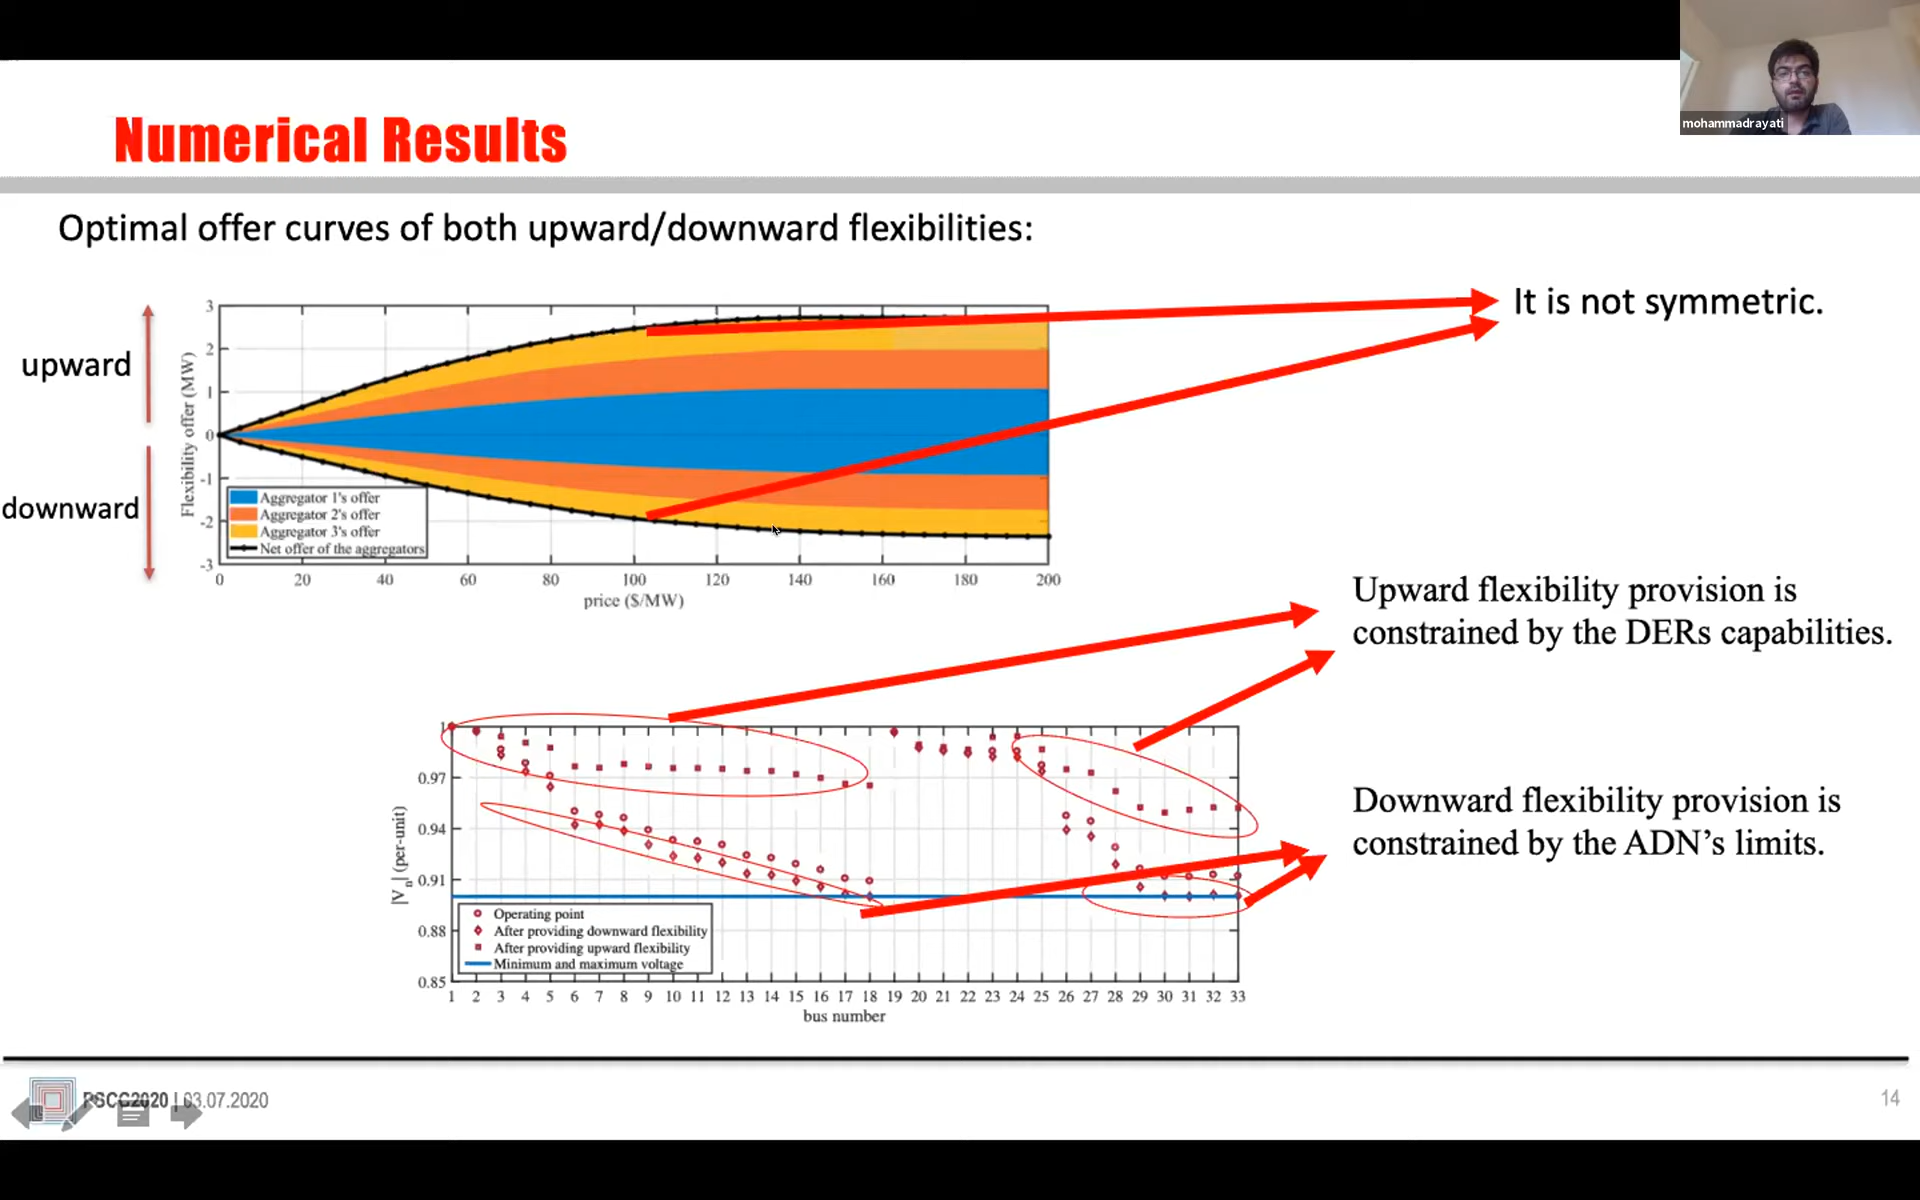 mohammadrayati
Numerical Results
Optimal offer curves of both upward/downward flexibilities:
It is not symmetric.
upward
downward
Flexibility offer (MW)
3
2
1
0
-1
-2
-3
Aggregator 1's offer
Aggregator 2's offer
Aggregator 3's offer
Net offer of the aggregators
0 20 40 60 80 100 120 140 160 180 200
price ($/MW)
Upward flexibility provision is
constrained by the DERs capabilities.
Downward flexibility provision is
constrained by the ADN's limits.
|Vn| (per-unit)
1
0.97
0.94
0.91
0.88
0.85
Operating point
After providing downward flexibility
After providing upward flexibility
Minimum and maximum voltage
1 2 3 4 5 6 7 8 9 10 11 12 13 14 15 16 17 18 19 20 21 22 23 24 25 26 27 28 29 30 31 32 33
bus number
PSCC2020 | 03.07.2020
14